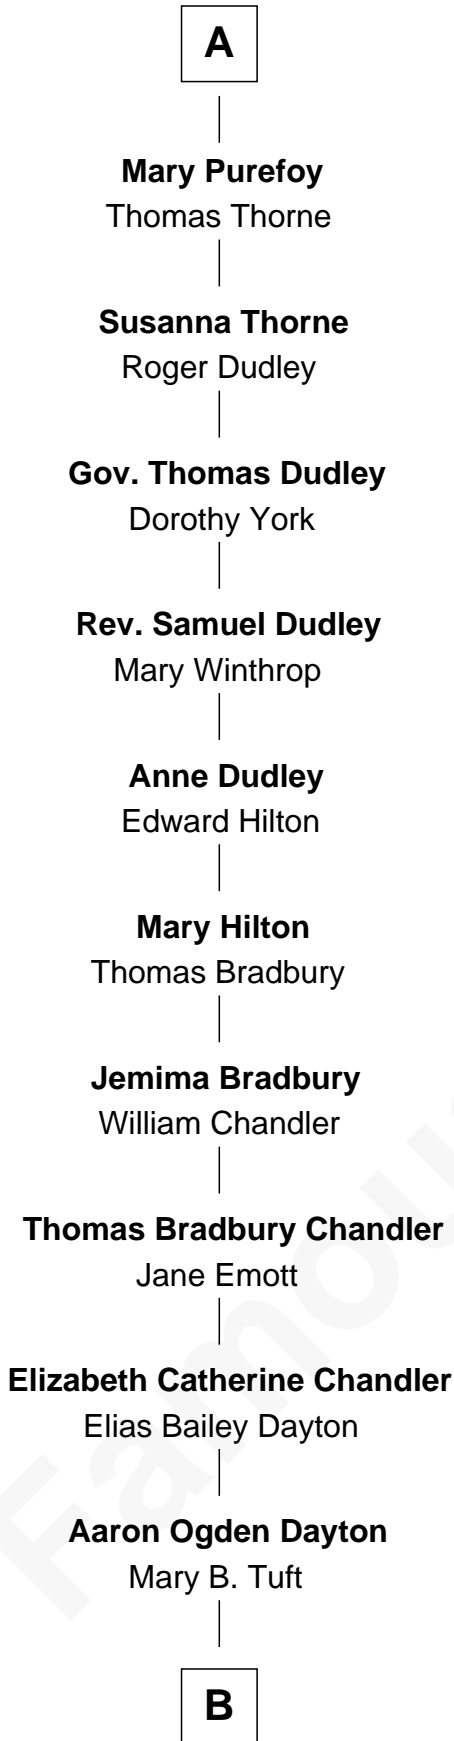 A
Mary Purefoy
Thomas Thorne
Susanna Thorne
Roger Dudley
Gov. Thomas Dudley
Dorothy York
Rev. Samuel Dudley
Mary Winthrop
Anne Dudley
Edward Hilton
Mary Hilton
Thomas Bradbury
Jemima Bradbury
William Chandler
Thomas Bradbury Chandler
Jane Emott
Elizabeth Catherine Chandler
Elias Bailey Dayton
Aaron Ogden Dayton
Mary B. Tuft
B
Famou